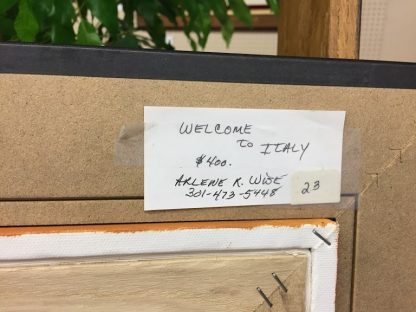 WELCOME
to ITALY
$400.
ARLENE R. WISE
301-473-5448
23